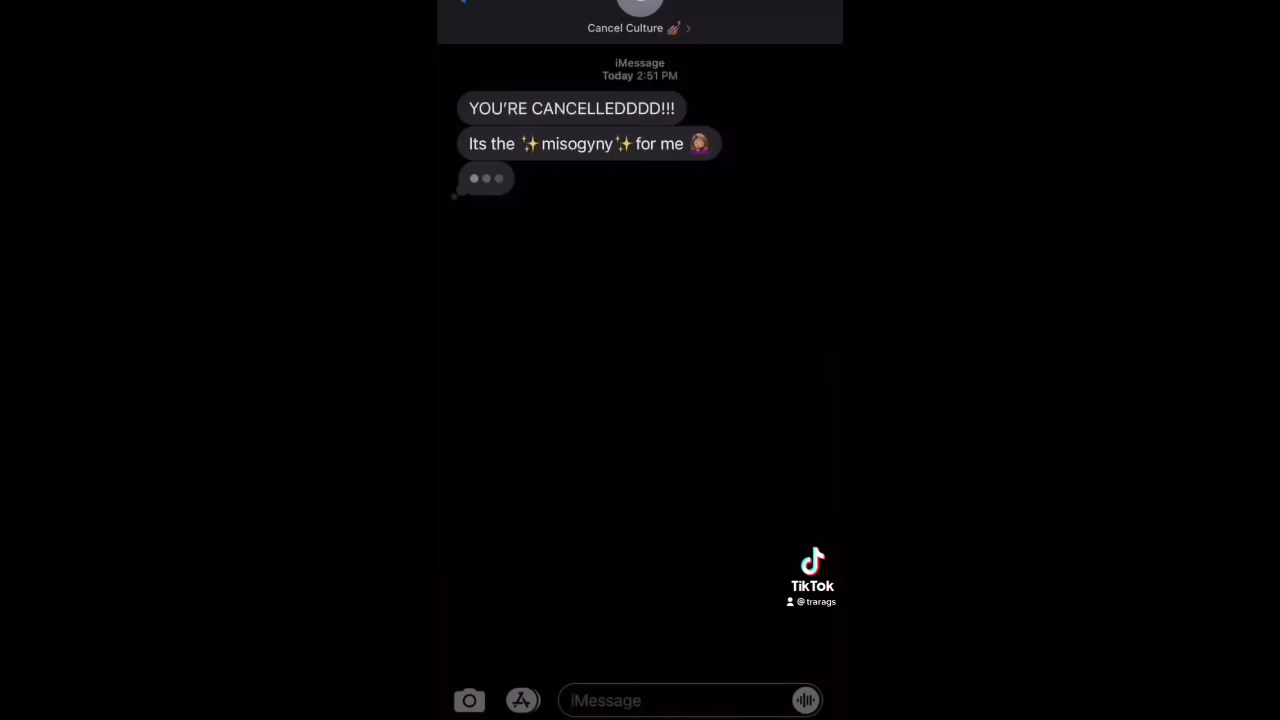 Cancel Culture 💅🏾 >
iMessage
Today 2:51 PM
YOU'RE CANCELLEDDDD!!!
Its the ✨misogyny✨for me 🤦🏽‍♀️
TikTok
@trarags
iMessage